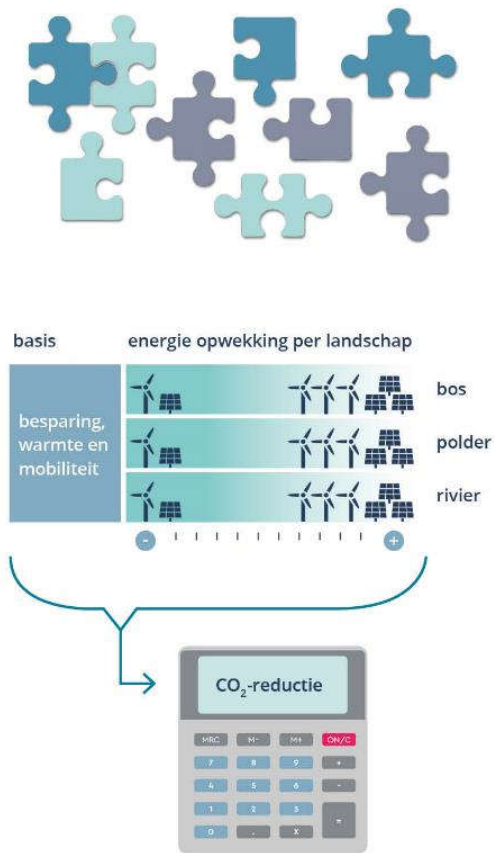 basis
energie opwekking per landschap
besparing,
warmte en
mobiliteit
bos
polder
rivier
- +
CO₂-reductie
MRC M- M+ ON/C
7 8 9 +
4 5 6 -
1 2 3 =
0 . X